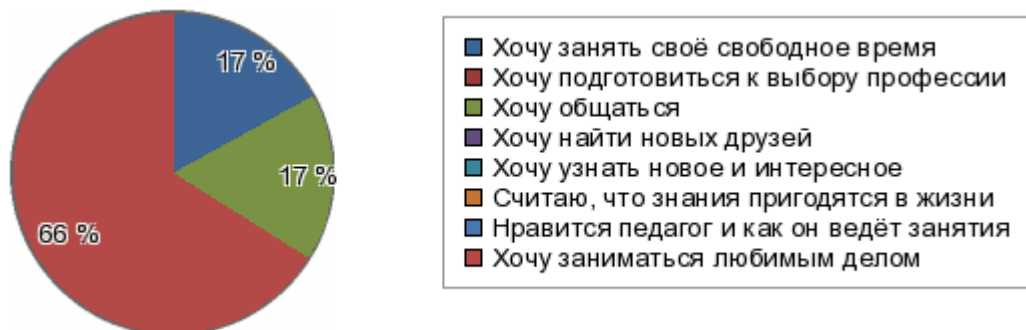 17 %
17 %
66 %
Хочу занять своё свободное время
Хочу подготовиться к выбору профессии
Хочу общаться
Хочу найти новых друзей
Хочу узнать новое и интересное
Считаю, что знания пригодятся в жизни
Нравится педагог и как он ведёт занятия
Хочу заниматься любимым делом